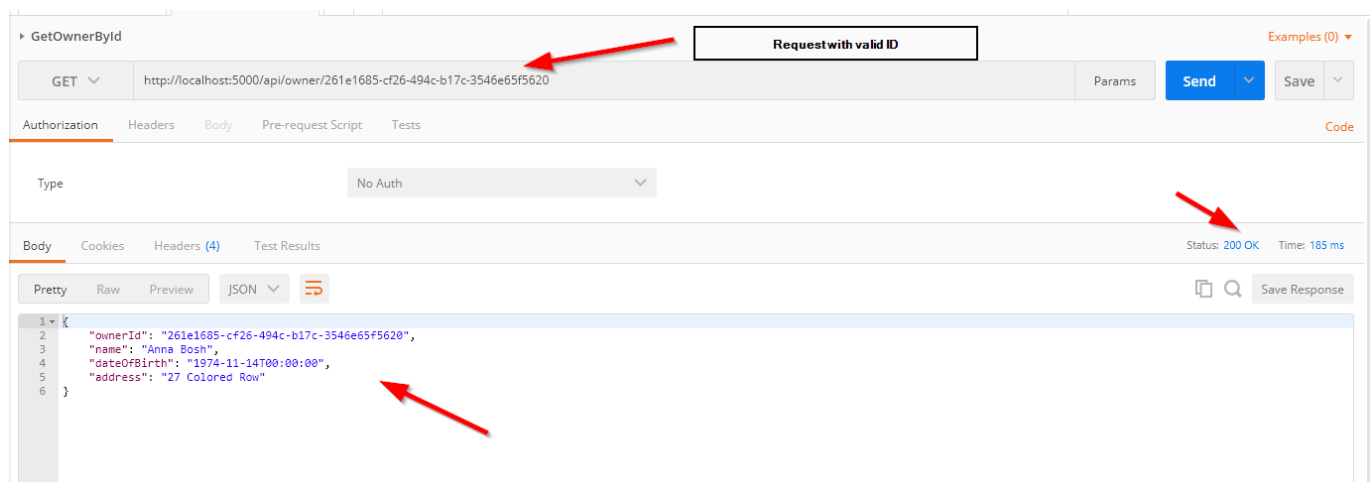 GetOwnerById
Request with valid ID
Examples (0)
GET http://localhost:5000/api/owner/261e1685-cf26-494c-b17c-3546e65f5620 Params Send Save
Authorization Headers Body Pre-request Script Tests Code
Type No Auth
Body Cookies Headers (4) Test Results Status: 200 OK Time: 185 ms
Pretty Raw Preview JSON Save Response
1 {
2 "ownerId": "261e1685-cf26-494c-b17c-3546e65f5620",
3 "name": "Anna Bosh",
4 "dateOfBirth": "1974-11-14T00:00:00",
5 "address": "27 Colored Row"
6 }